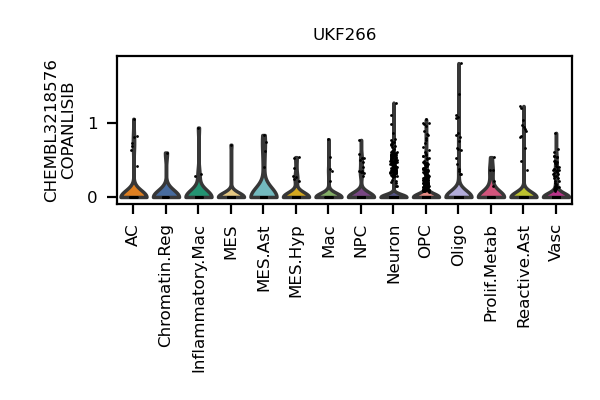 UKF266
CHEMBL3218576
COPANLISIB
1
0
AC
Chromatin.Reg
Inflammatory.Mac
MES
MES.Ast
MES.Hyp
Mac
NPC
Neuron
OPC
Oligo
Prolif.Metab
Reactive.Ast
Vasc